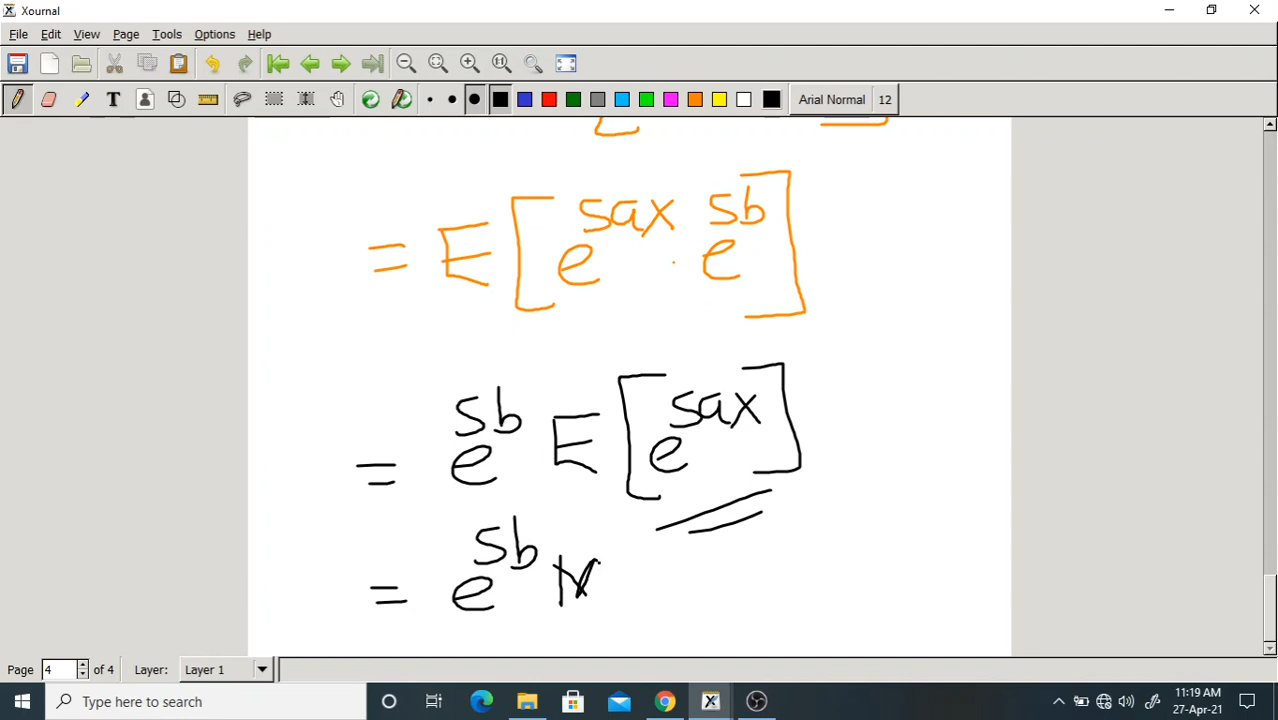 Xournal
File Edit View Page Tools Options Help
Arial Normal 12
= E [ e^sax . e^sb ]
= e^sb E [ e^sax ]
= e^sb
Page 4 of 4 Layer: Layer 1
Type here to search
11:19 AM
27-Apr-21